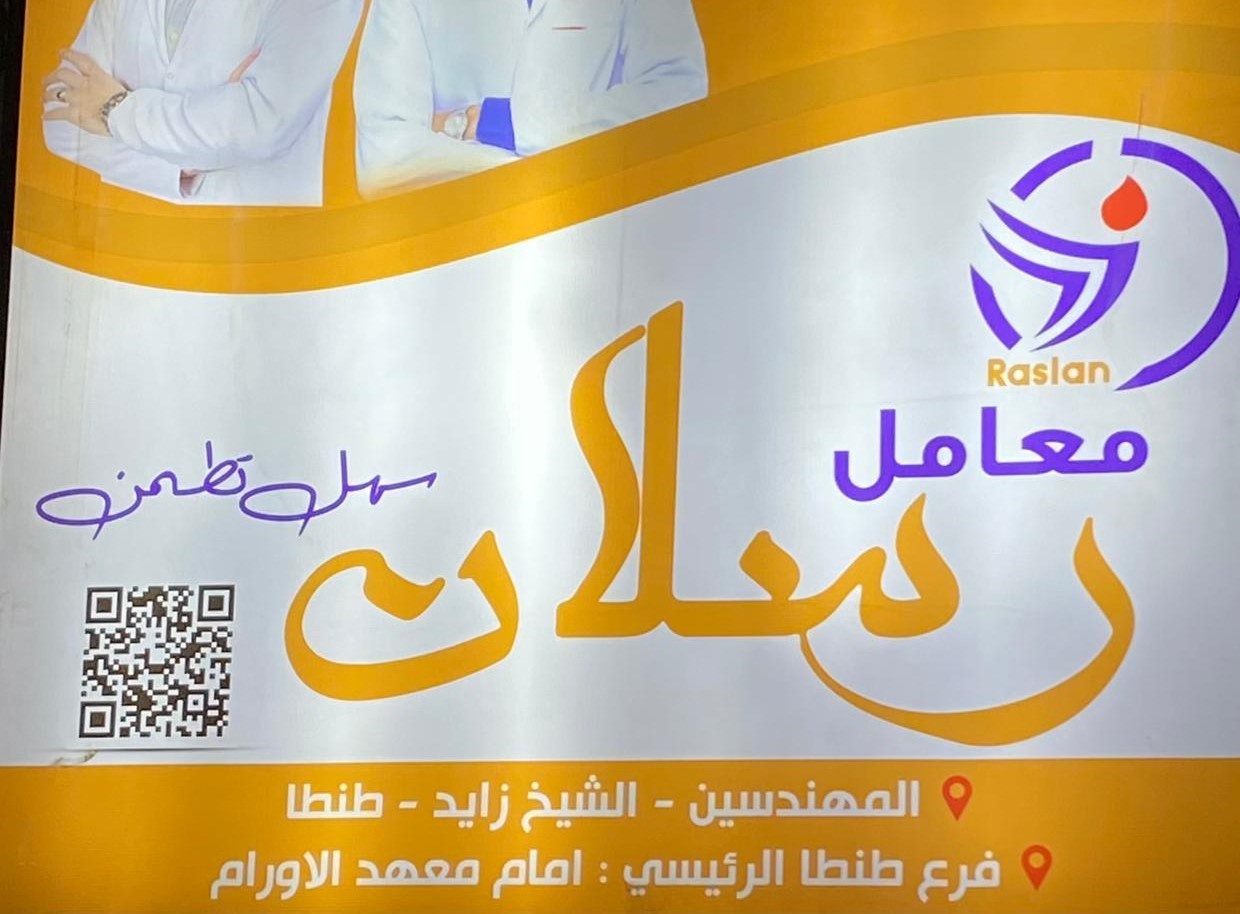 Raslan
معامل
رسلان
سهل تطمن
المهندسين - الشيخ زايد - طنطا
فرع طنطا الرئيسي : امام معهد الاورام